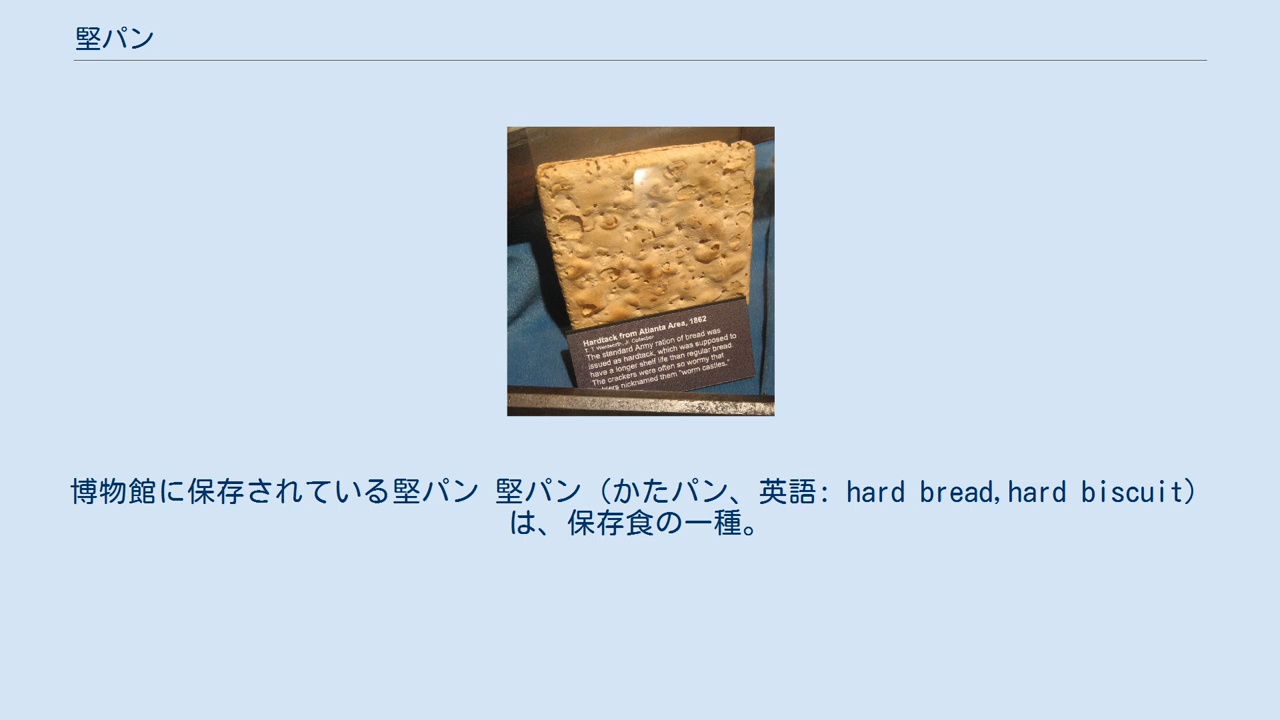 堅パン
Hardtack from Atlanta Area, 1862
T. T. Wentworth, Jr. Collection
The standard Army ration of bread was
issued as hardtack, which was supposed to
have a longer shelf life than regular bread.
The crackers were often so wormy that
nicknamed them "worm castles."
博物館に保存されている堅パン 堅パン（かたパン、英語: hard bread,hard biscuit）
は、保存食の一種。